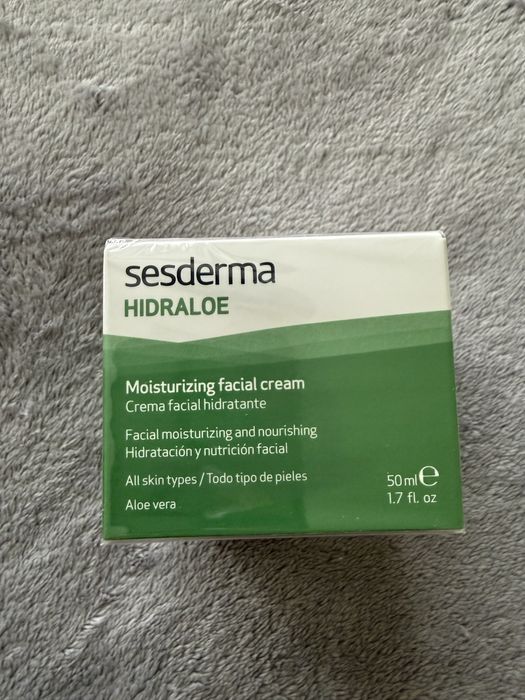 sesderma
HIDRALOE
Moisturizing facial cream
Crema facial hidratante
Facial moisturizing and nourishing
Hidratación y nutrición facial
All skin types / Todo tipo de pieles
Aloe vera
50 ml ℮
1.7 fl. oz